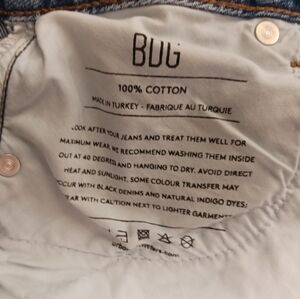 BDG
100% COTTON
MADE IN TURKEY - FABRIQUE AU TURQUIE
LOOK AFTER YOUR JEANS AND TREAT THEM WELL FOR
MAXIMUM WEAR. WE RECOMMEND WASHING THEM INSIDE
OUT AT 40 DEGREES AND HANGING TO DRY. AVOID DIRECT
HEAT AND SUNLIGHT. SOME COLOUR TRANSFER MAY
OCCUR WITH BLACK DENIMS AND NATURAL INDIGO DYES:
WEAR WITH CAUTION NEXT TO LIGHTER GARMENTS